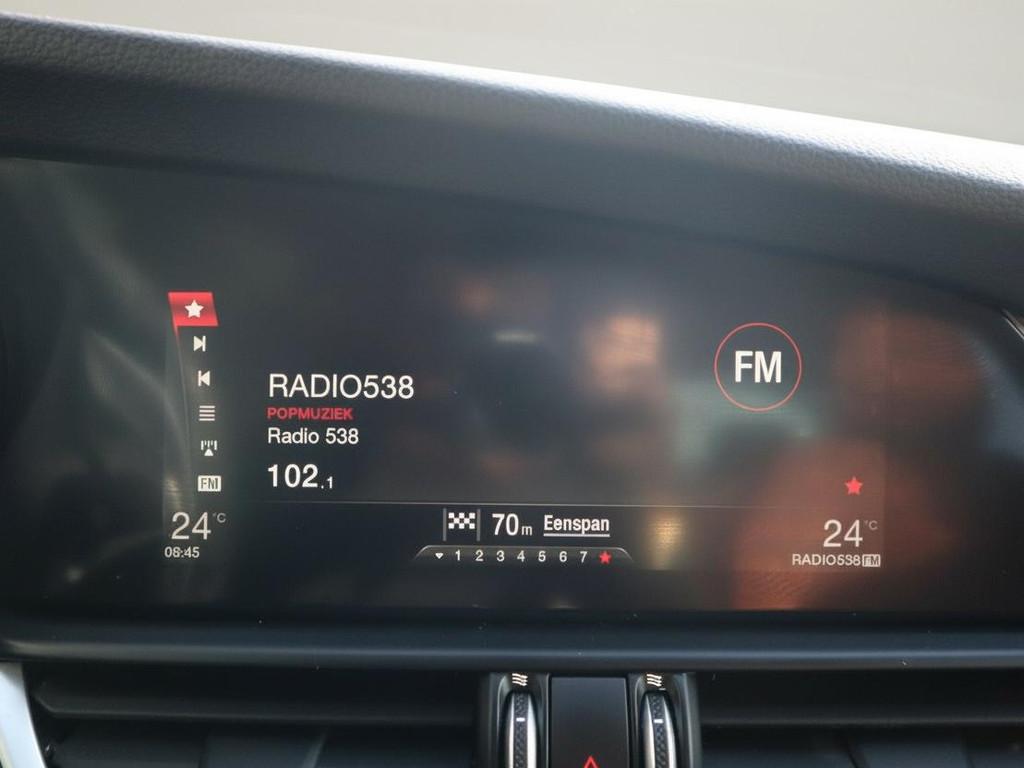 RADIO538
FM
POPMUZIEK
Radio 538
102.1
FM
24°C
08:45
70m Eenspan
1 2 3 4 5 6 7
24°C
RADIO538 FM